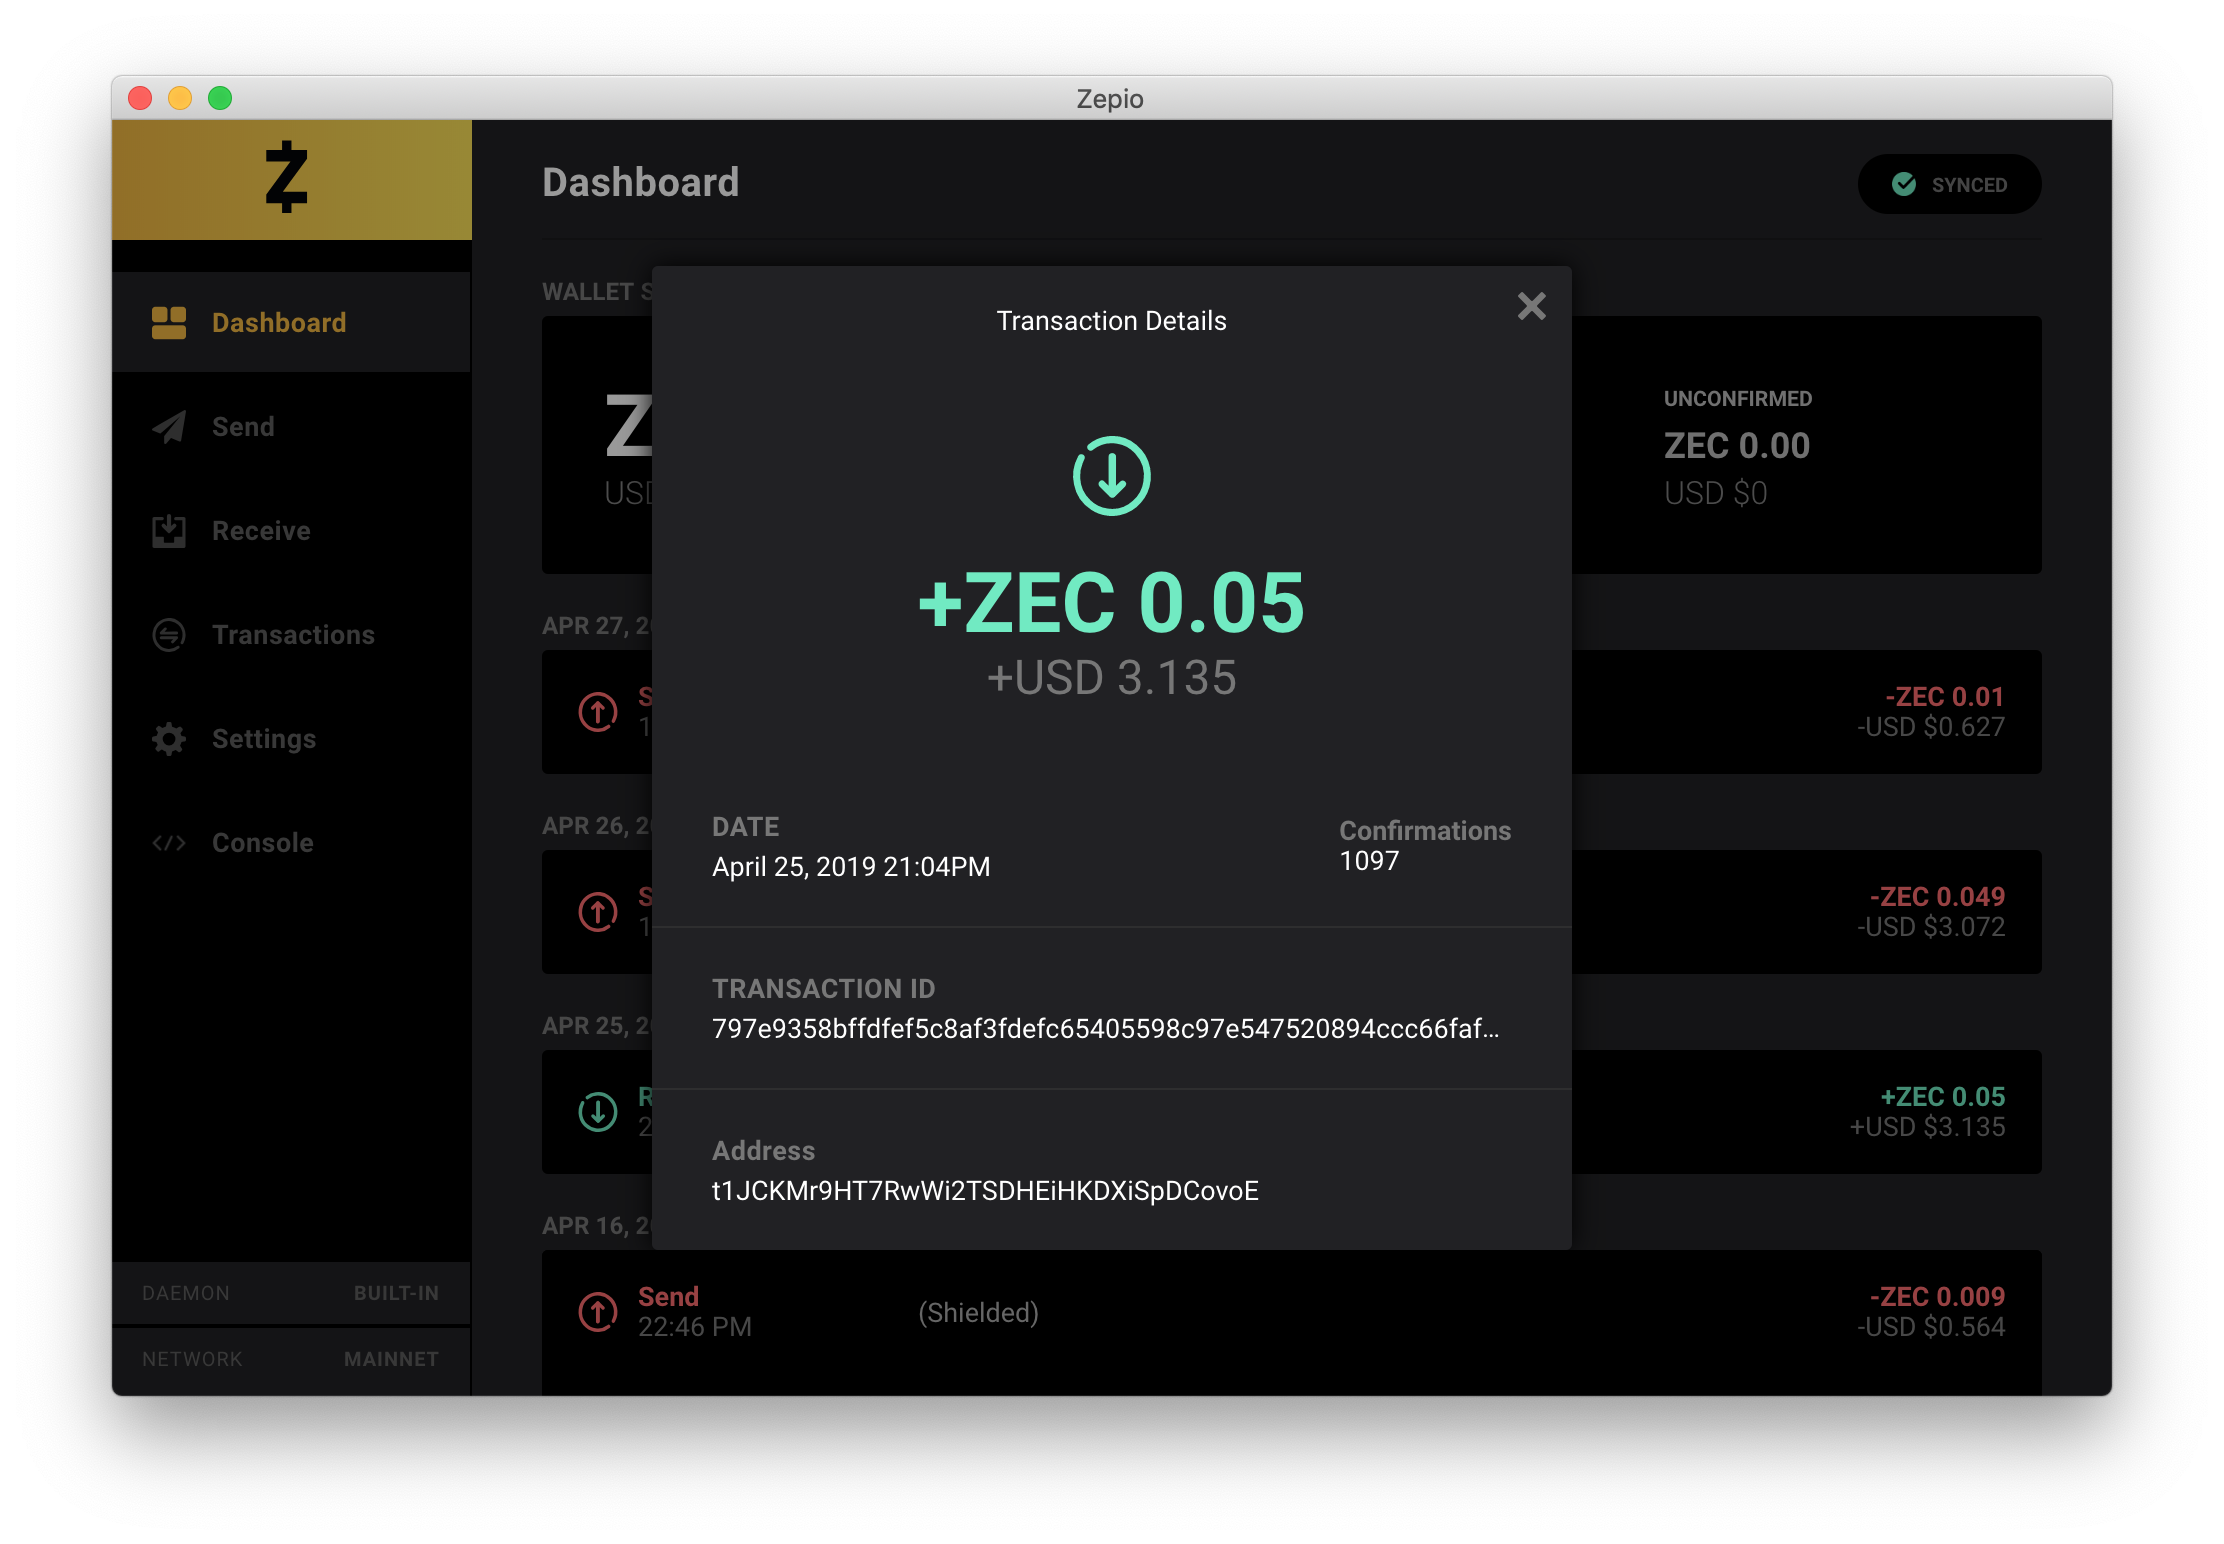 Zepio
Dashboard
SYNCED
Dashboard
Send
Receive
Transactions
Settings
Console
DAEMON BUILT-IN
NETWORK MAINNET
WALLET S
Z
USD
UNCONFIRMED
ZEC 0.00
USD $0
APR 27, 2
-ZEC 0.01
-USD $0.627
APR 26, 2
-ZEC 0.049
-USD $3.072
APR 25, 2
+ZEC 0.05
+USD $3.135
APR 16, 2
Send
22:46 PM
(Shielded)
-ZEC 0.009
-USD $0.564
Transaction Details
+ZEC 0.05
+USD 3.135
DATE
April 25, 2019 21:04PM
Confirmations
1097
TRANSACTION ID
797e9358bffdfef5c8af3fdefc65405598c97e547520894ccc66faf...
Address
t1JCKMr9HT7RwWi2TSDHEiHKDXiSpDCovoE